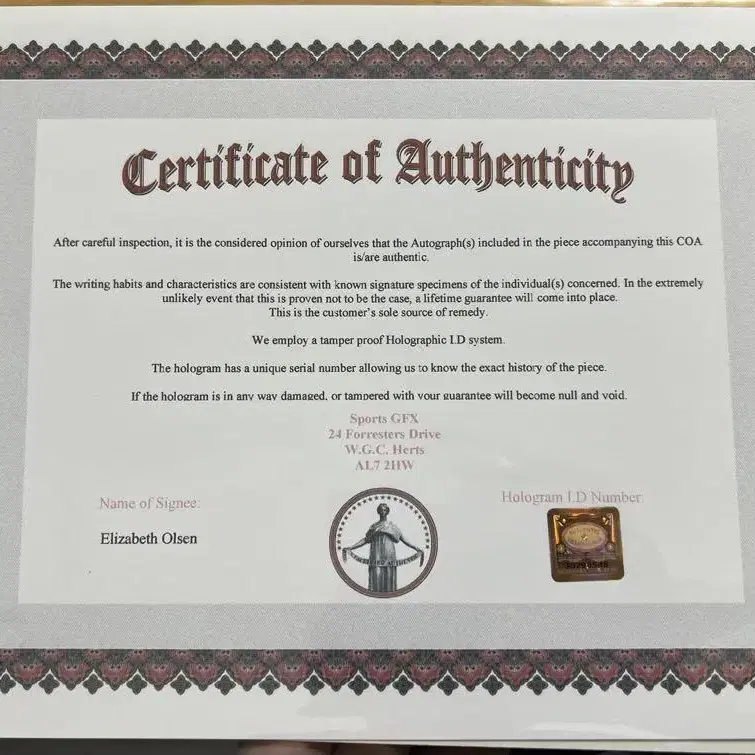 Certificate of Authenticity
After careful inspection, it is the considered opinion of ourselves that the Autograph(s) included in the piece accompanying this COA
is/are authentic.
The writing habits and characteristics are consistent with known signature specimens of the individual(s) concerned. In the extremely
unlikely event that this is proven not to be the case, a lifetime guarantee will come into place.
This is the customer's sole source of remedy.
We employ a tamper proof Holographic I.D system.
The hologram has a unique serial number allowing us to know the exact history of the piece.
If the hologram is in any way damaged, or tampered with your guarantee will become null and void.
Sports GFX
24 Forresters Drive
W.G.C. Herts
AL7 2HW
Name of Signee:
Hologram I.D Number:
Elizabeth Olsen